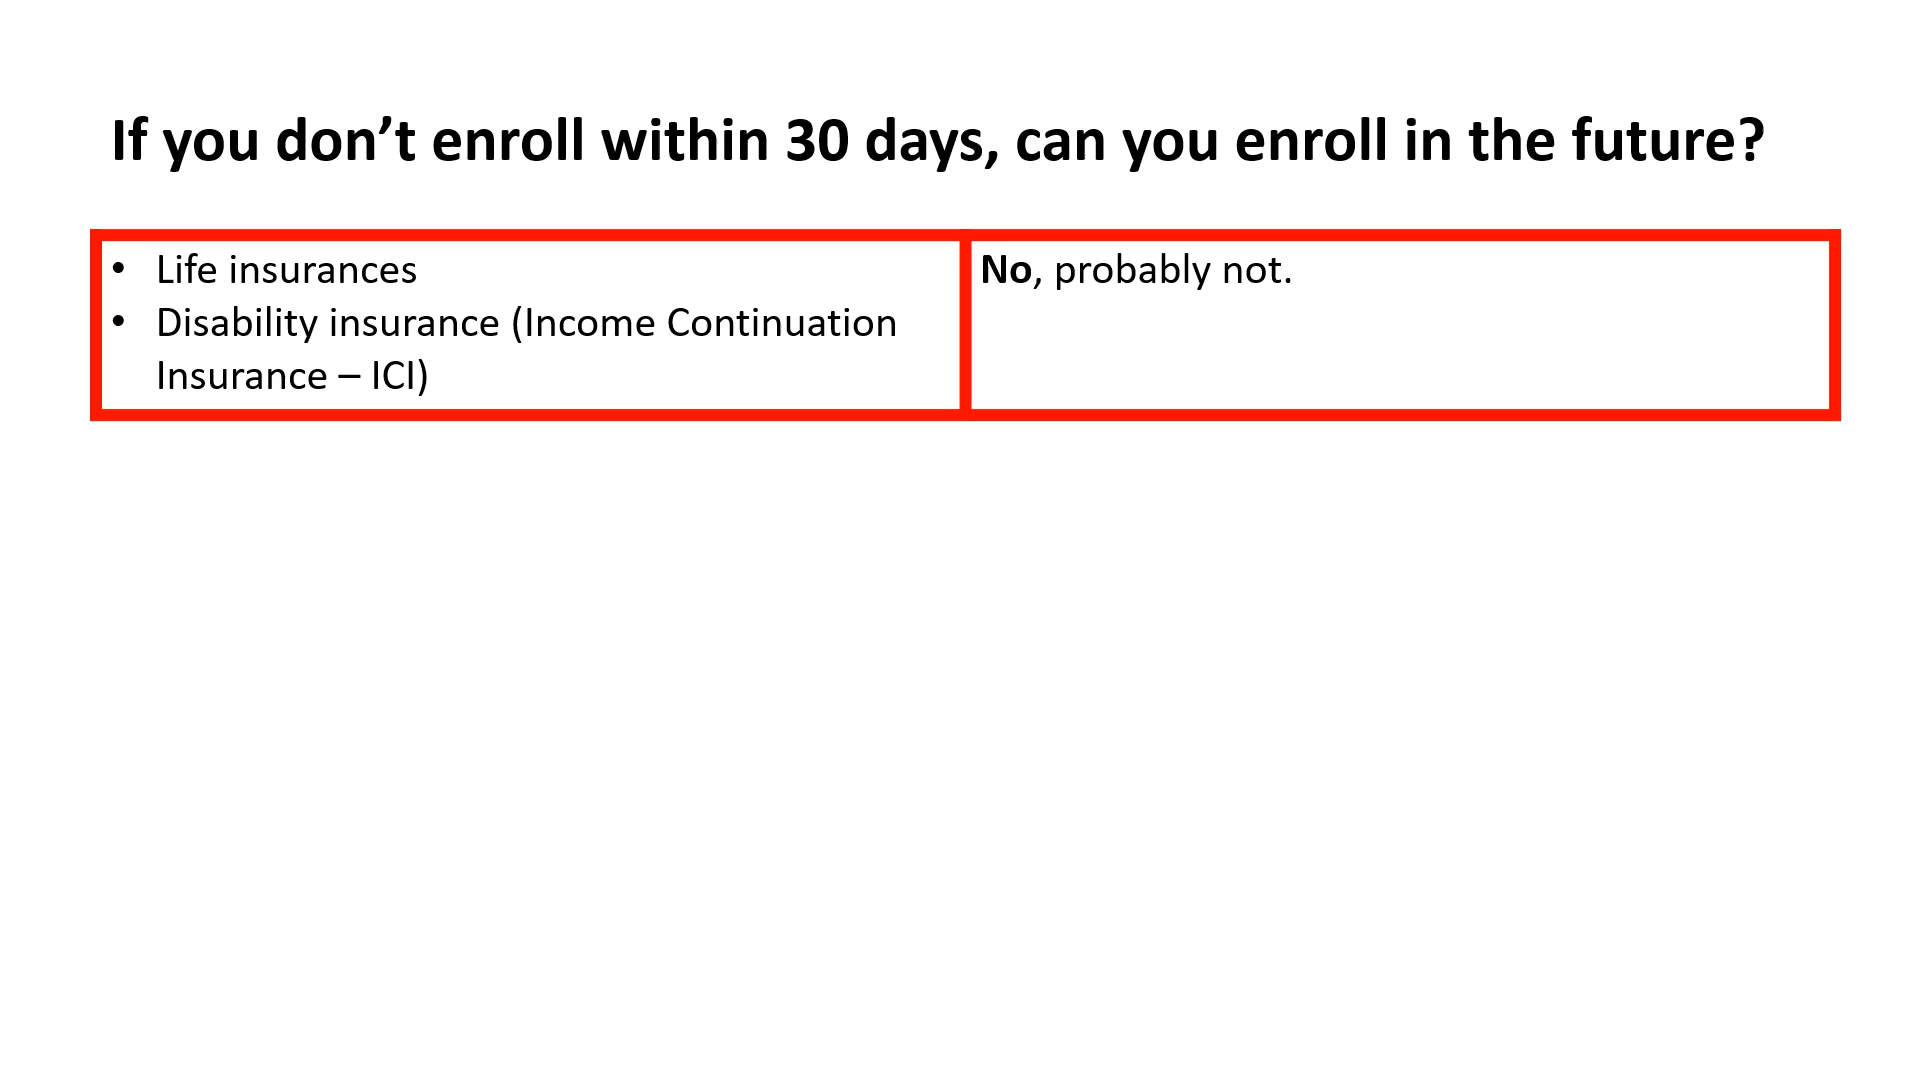 If you don’t enroll within 30 days, can you enroll in the future?
• Life insurances
• Disability insurance (Income Continuation
Insurance – ICI)
No, probably not.